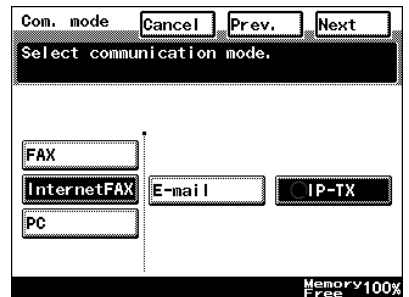 Com. mode Cancel Prev. Next
Select communication mode.
FAX
InternetFAX E-mail IP-TX
PC
Memory Free 100%